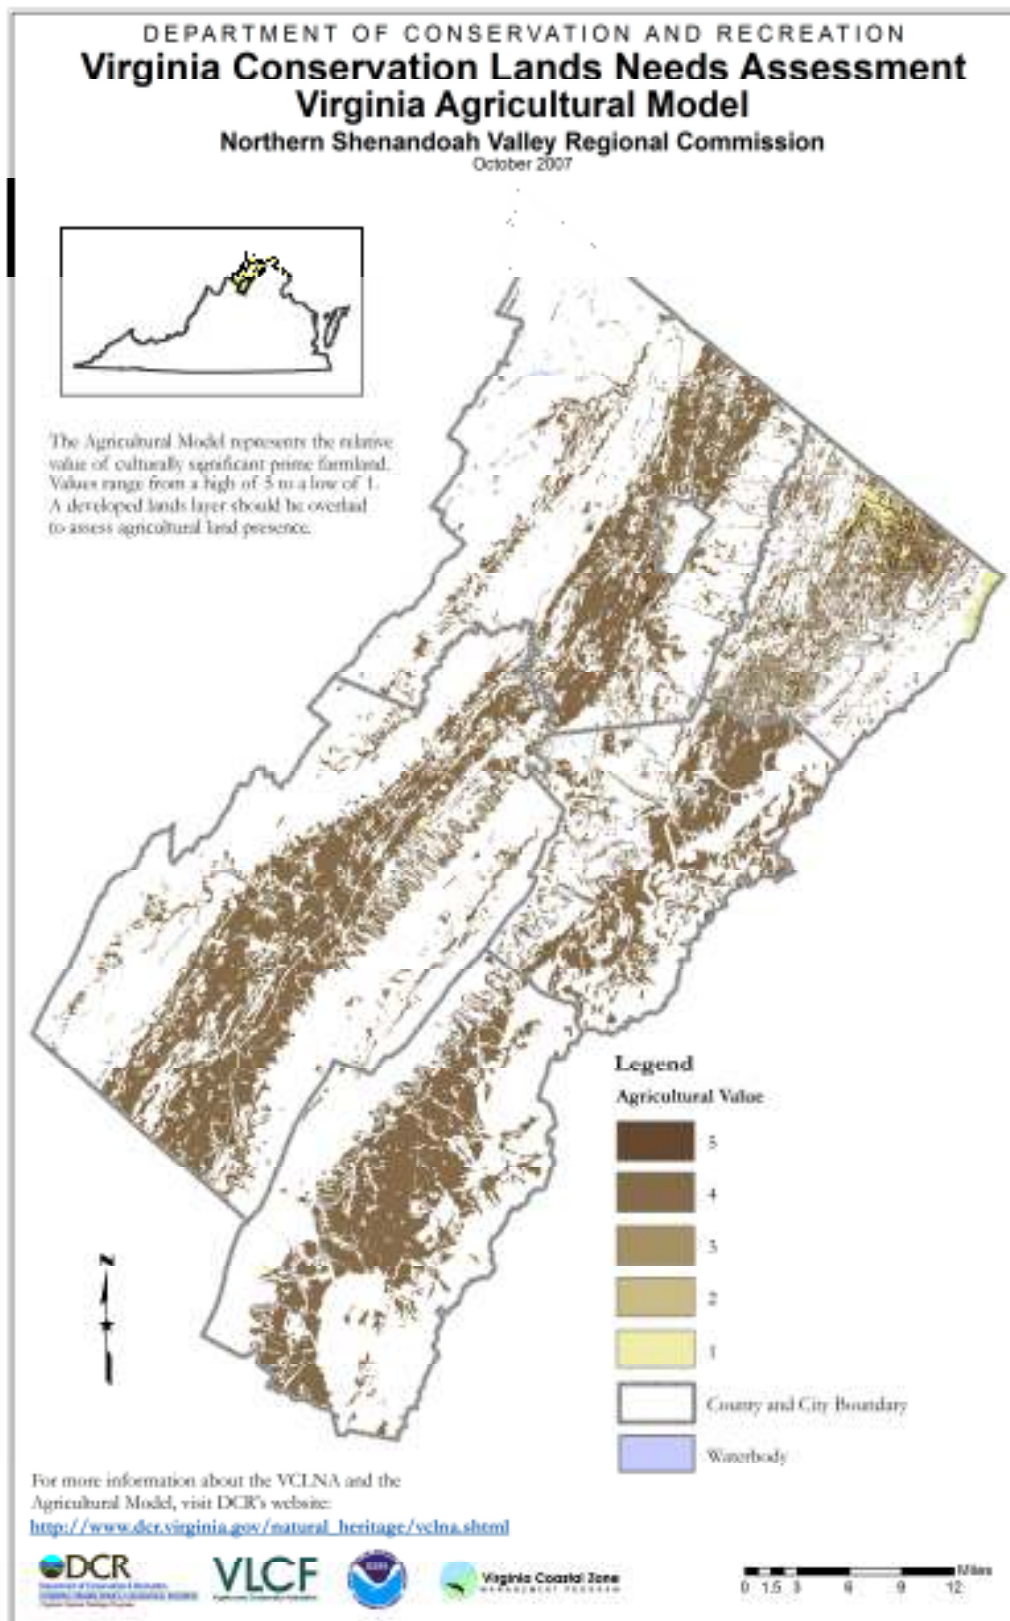 DEPARTMENT OF CONSERVATION AND RECREATION
Virginia Conservation Lands Needs Assessment
Virginia Agricultural Model
Northern Shenandoah Valley Regional Commission
October 2007
The Agricultural Model represents the relative
value of culturally significant prime farmland.
Values range from a high of 5 to a low of 1.
A developed lands layer should be overlaid
to assess agricultural land presence.
Legend
Agricultural Value
5
4
3
2
1
County and City Boundary
Waterbody
N
For more information about the VCLNA and the
Agricultural Model, visit DCR's website:
http://www.dcr.virginia.gov/natural_heritage/vclna.shtml
DCR
VLCF
Virginia Coastal Zone
MANAGEMENT PROGRAM
Miles
0 1.5 3 6 9 12